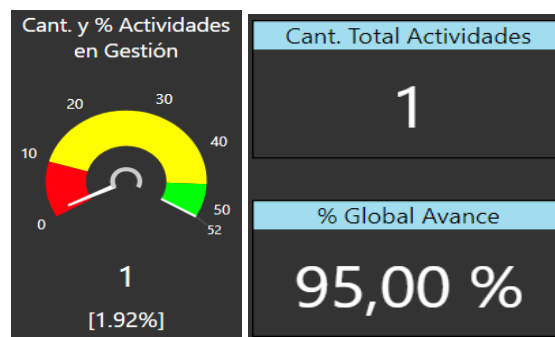 Cant. y % Actividades
en Gestión
0
10
20
30
40
50
52
1
[1.92%]
Cant. Total Actividades
1
% Global Avance
95,00 %